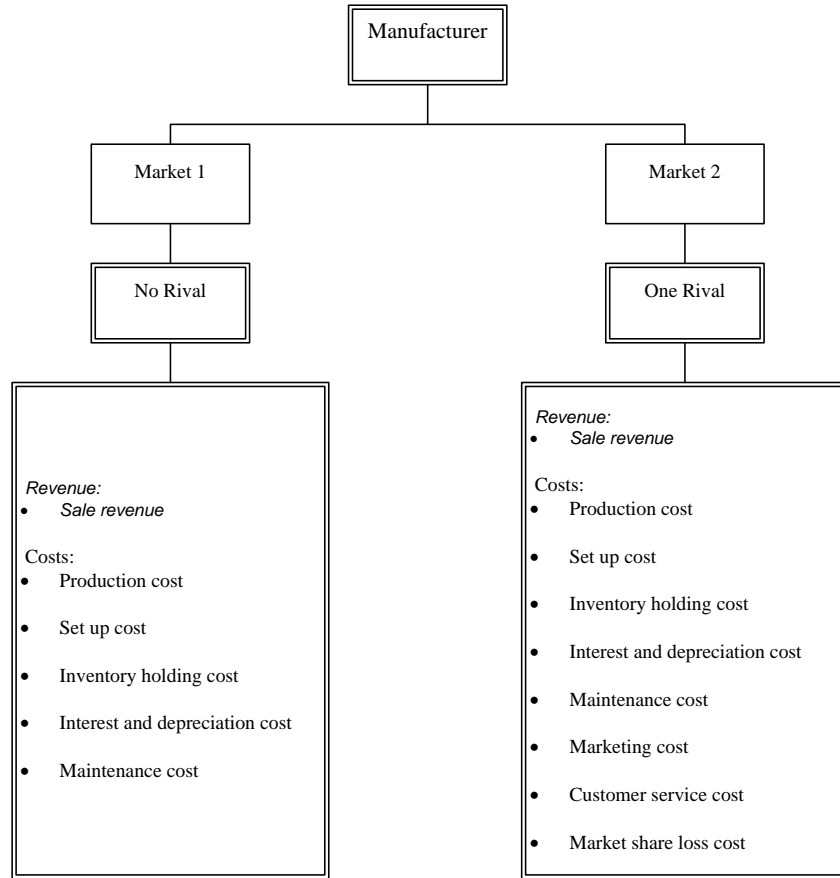 Manufacturer
Market 1
Market 2
No Rival
One Rival
Revenue:
• Sale revenue
Costs:
• Production cost
• Set up cost
• Inventory holding cost
• Interest and depreciation cost
• Maintenance cost
Revenue:
• Sale revenue
Costs:
• Production cost
• Set up cost
• Inventory holding cost
• Interest and depreciation cost
• Maintenance cost
• Marketing cost
• Customer service cost
• Market share loss cost